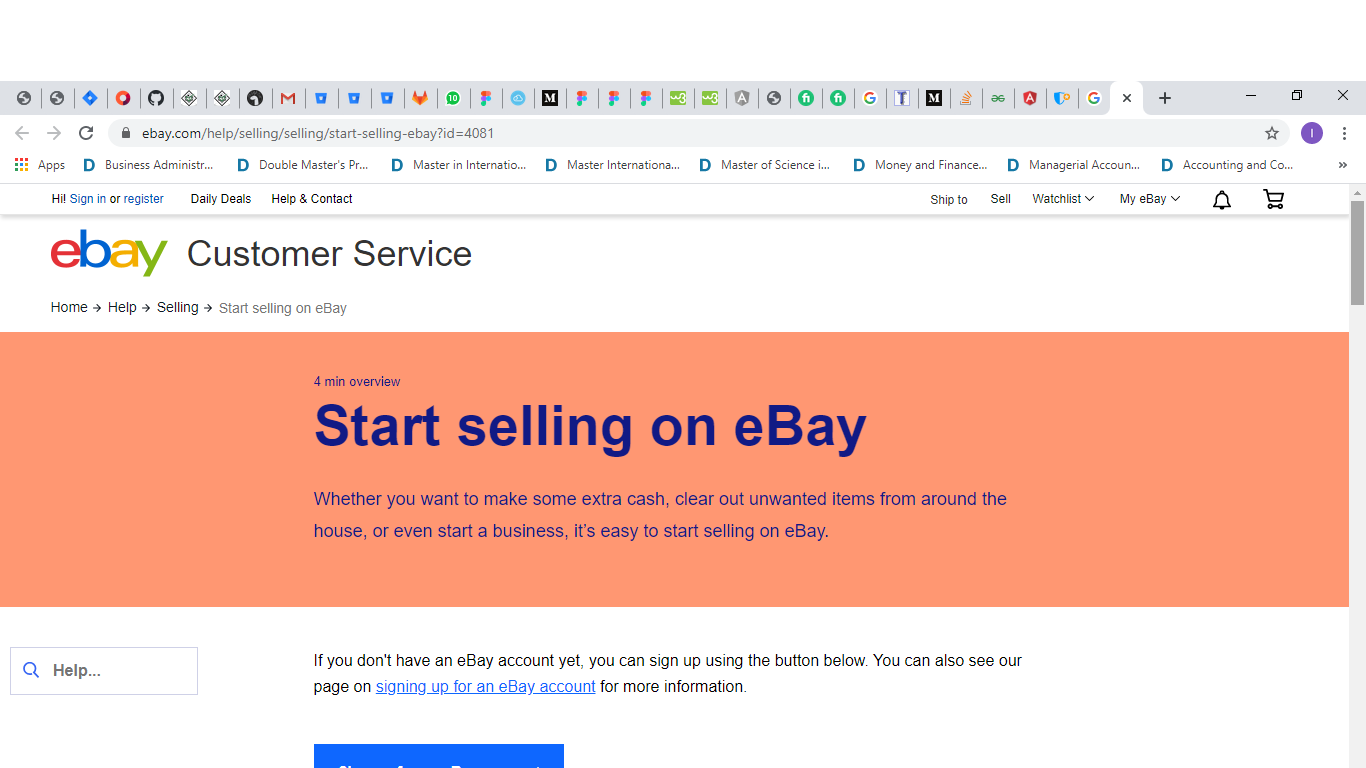 ebay.com/help/selling/selling/start-selling-ebay?id=4081
I
Apps
Business Administr...
Double Master's Pr...
Master in Internatio...
Master Internationa...
Master of Science i...
Money and Finance...
Managerial Accoun...
Accounting and Co...
»
Hi! Sign in or register
Daily Deals
Help & Contact
Ship to
Sell
Watchlist
My eBay
ebay Customer Service
Home → Help → Selling → Start selling on eBay
4 min overview
Start selling on eBay
Whether you want to make some extra cash, clear out unwanted items from around the
house, or even start a business, it’s easy to start selling on eBay.
Help...
If you don't have an eBay account yet, you can sign up using the button below. You can also see our
page on signing up for an eBay account for more information.